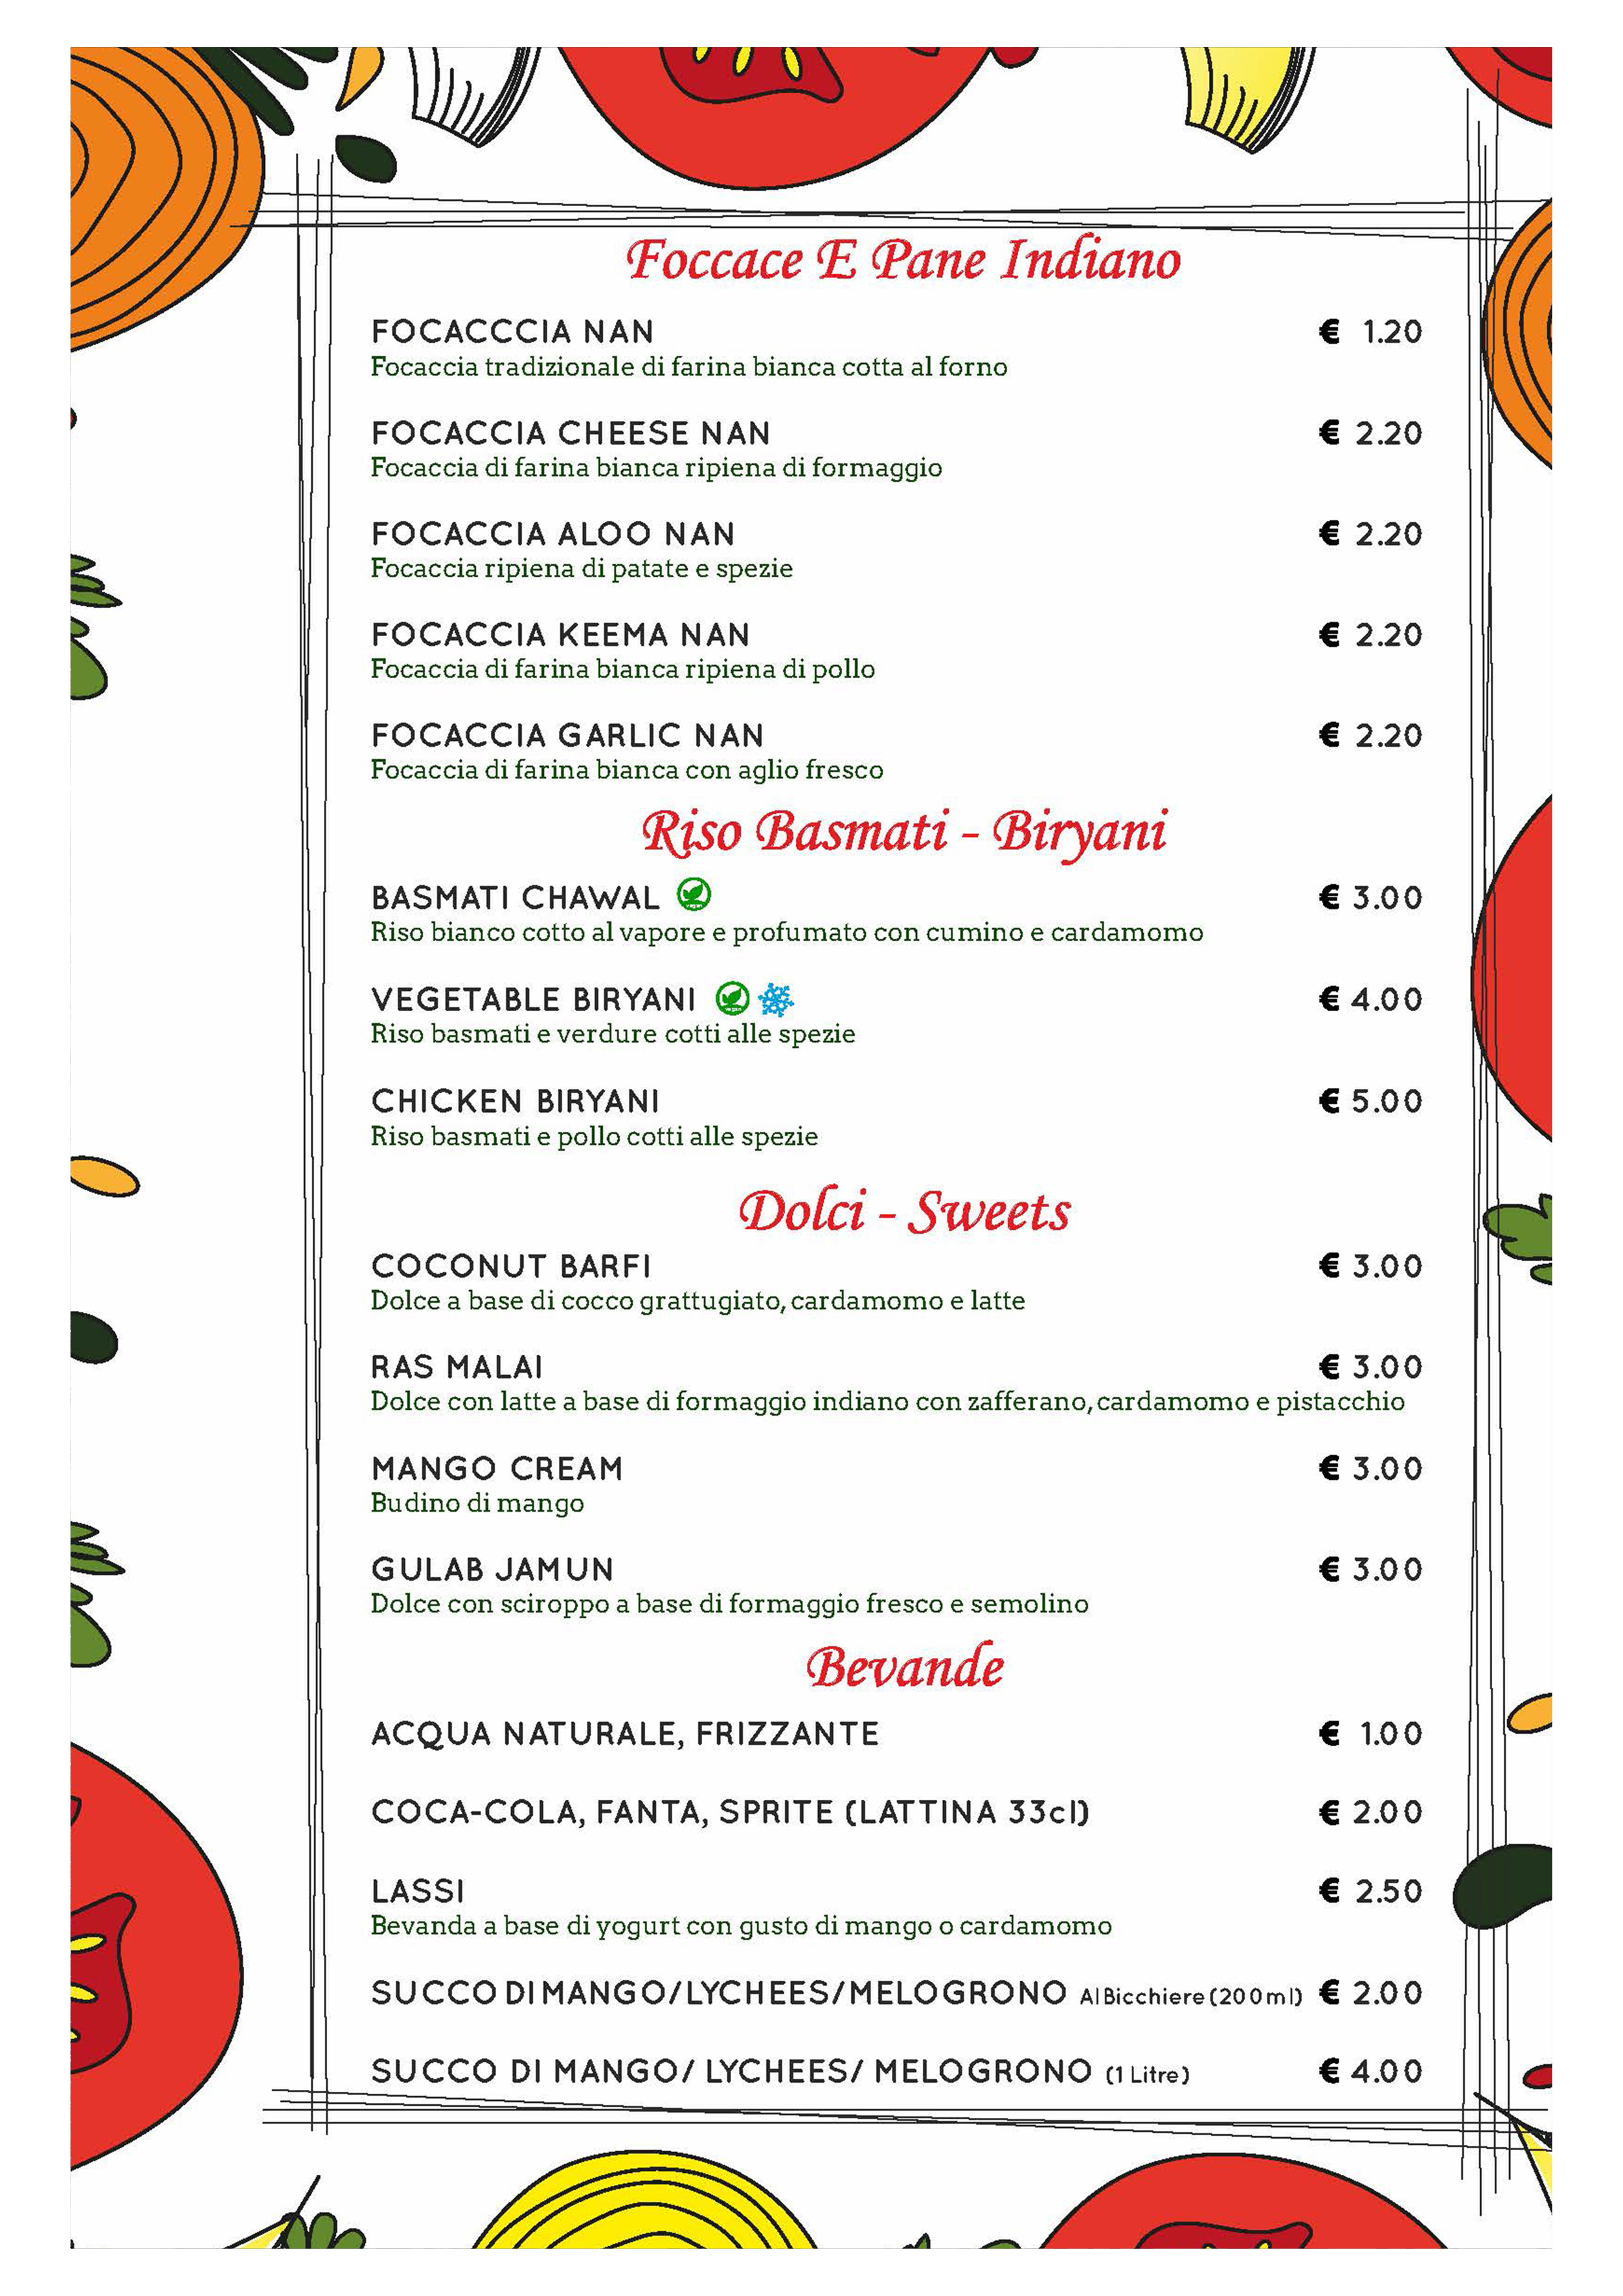 Foccace E Pane Indiano
FOCACCCIA NAN € 1.20
Focaccia tradizionale di farina bianca cotta al forno
FOCACCIA CHEESE NAN € 2.20
Focaccia di farina bianca ripiena di formaggio
FOCACCIA ALOO NAN € 2.20
Focaccia ripiena di patate e spezie
FOCACCIA KEEMA NAN € 2.20
Focaccia di farina bianca ripiena di pollo
FOCACCIA GARLIC NAN € 2.20
Focaccia di farina bianca con aglio fresco
Riso Basmati - Biryani
BASMATI CHAWAL € 3.00
Riso bianco cotto al vapore e profumato con cumino e cardamomo
VEGETABLE BIRYANI € 4.00
Riso basmati e verdure cotti alle spezie
CHICKEN BIRYANI € 5.00
Riso basmati e pollo cotti alle spezie
Dolci - Sweets
COCONUT BARFI € 3.00
Dolce a base di cocco grattugiato, cardamomo e latte
RAS MALAI € 3.00
Dolce con latte a base di formaggio indiano con zafferano, cardamomo e pistacchio
MANGO CREAM € 3.00
Budino di mango
GULAB JAMUN € 3.00
Dolce con sciroppo a base di formaggio fresco e semolino
Bevande
ACQUA NATURALE, FRIZZANTE € 1.00
COCA-COLA, FANTA, SPRITE (LATTINA 33cl) € 2.00
LASSI € 2.50
Bevanda a base di yogurt con gusto di mango o cardamomo
SUCCO DI MANGO/LYCHEES/MELOGRONO Al Bicchiere (200ml) € 2.00
SUCCO DI MANGO/ LYCHEES/ MELOGRONO (1 Litre) € 4.00